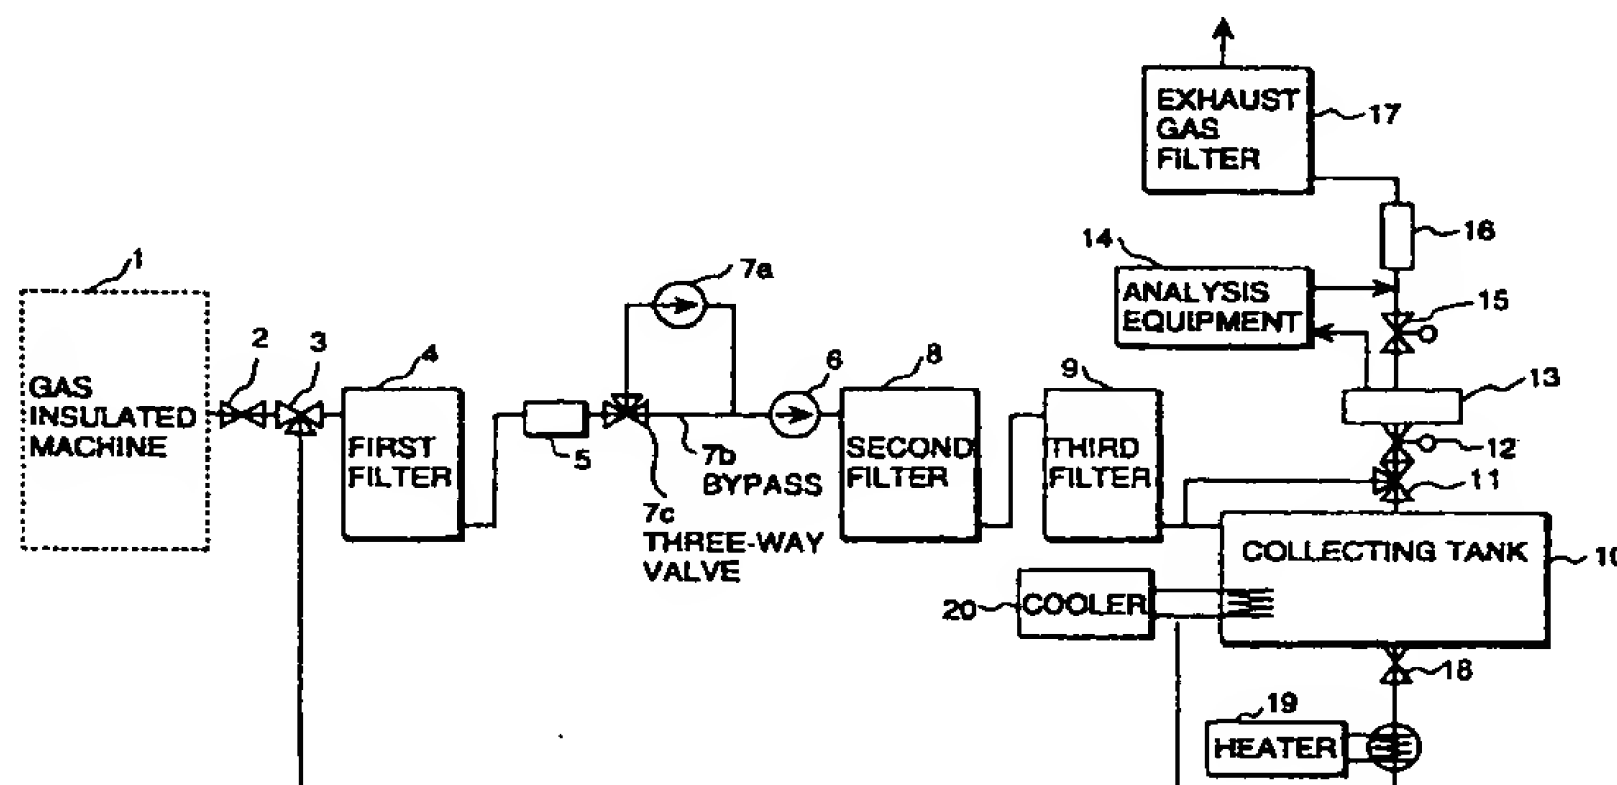 EXHAUST
GAS
FILTER
17
16
14
ANALYSIS
EQUIPMENT
15
1
7a
2
3
4
6
8
9
13
GAS
INSULATED
MACHINE
FIRST
FILTER
5
7b
BYPASS
SECOND
FILTER
THIRD
FILTER
12
11
7c
THREE-WAY
VALVE
COLLECTING TANK
10
20
COOLER
18
19
HEATER